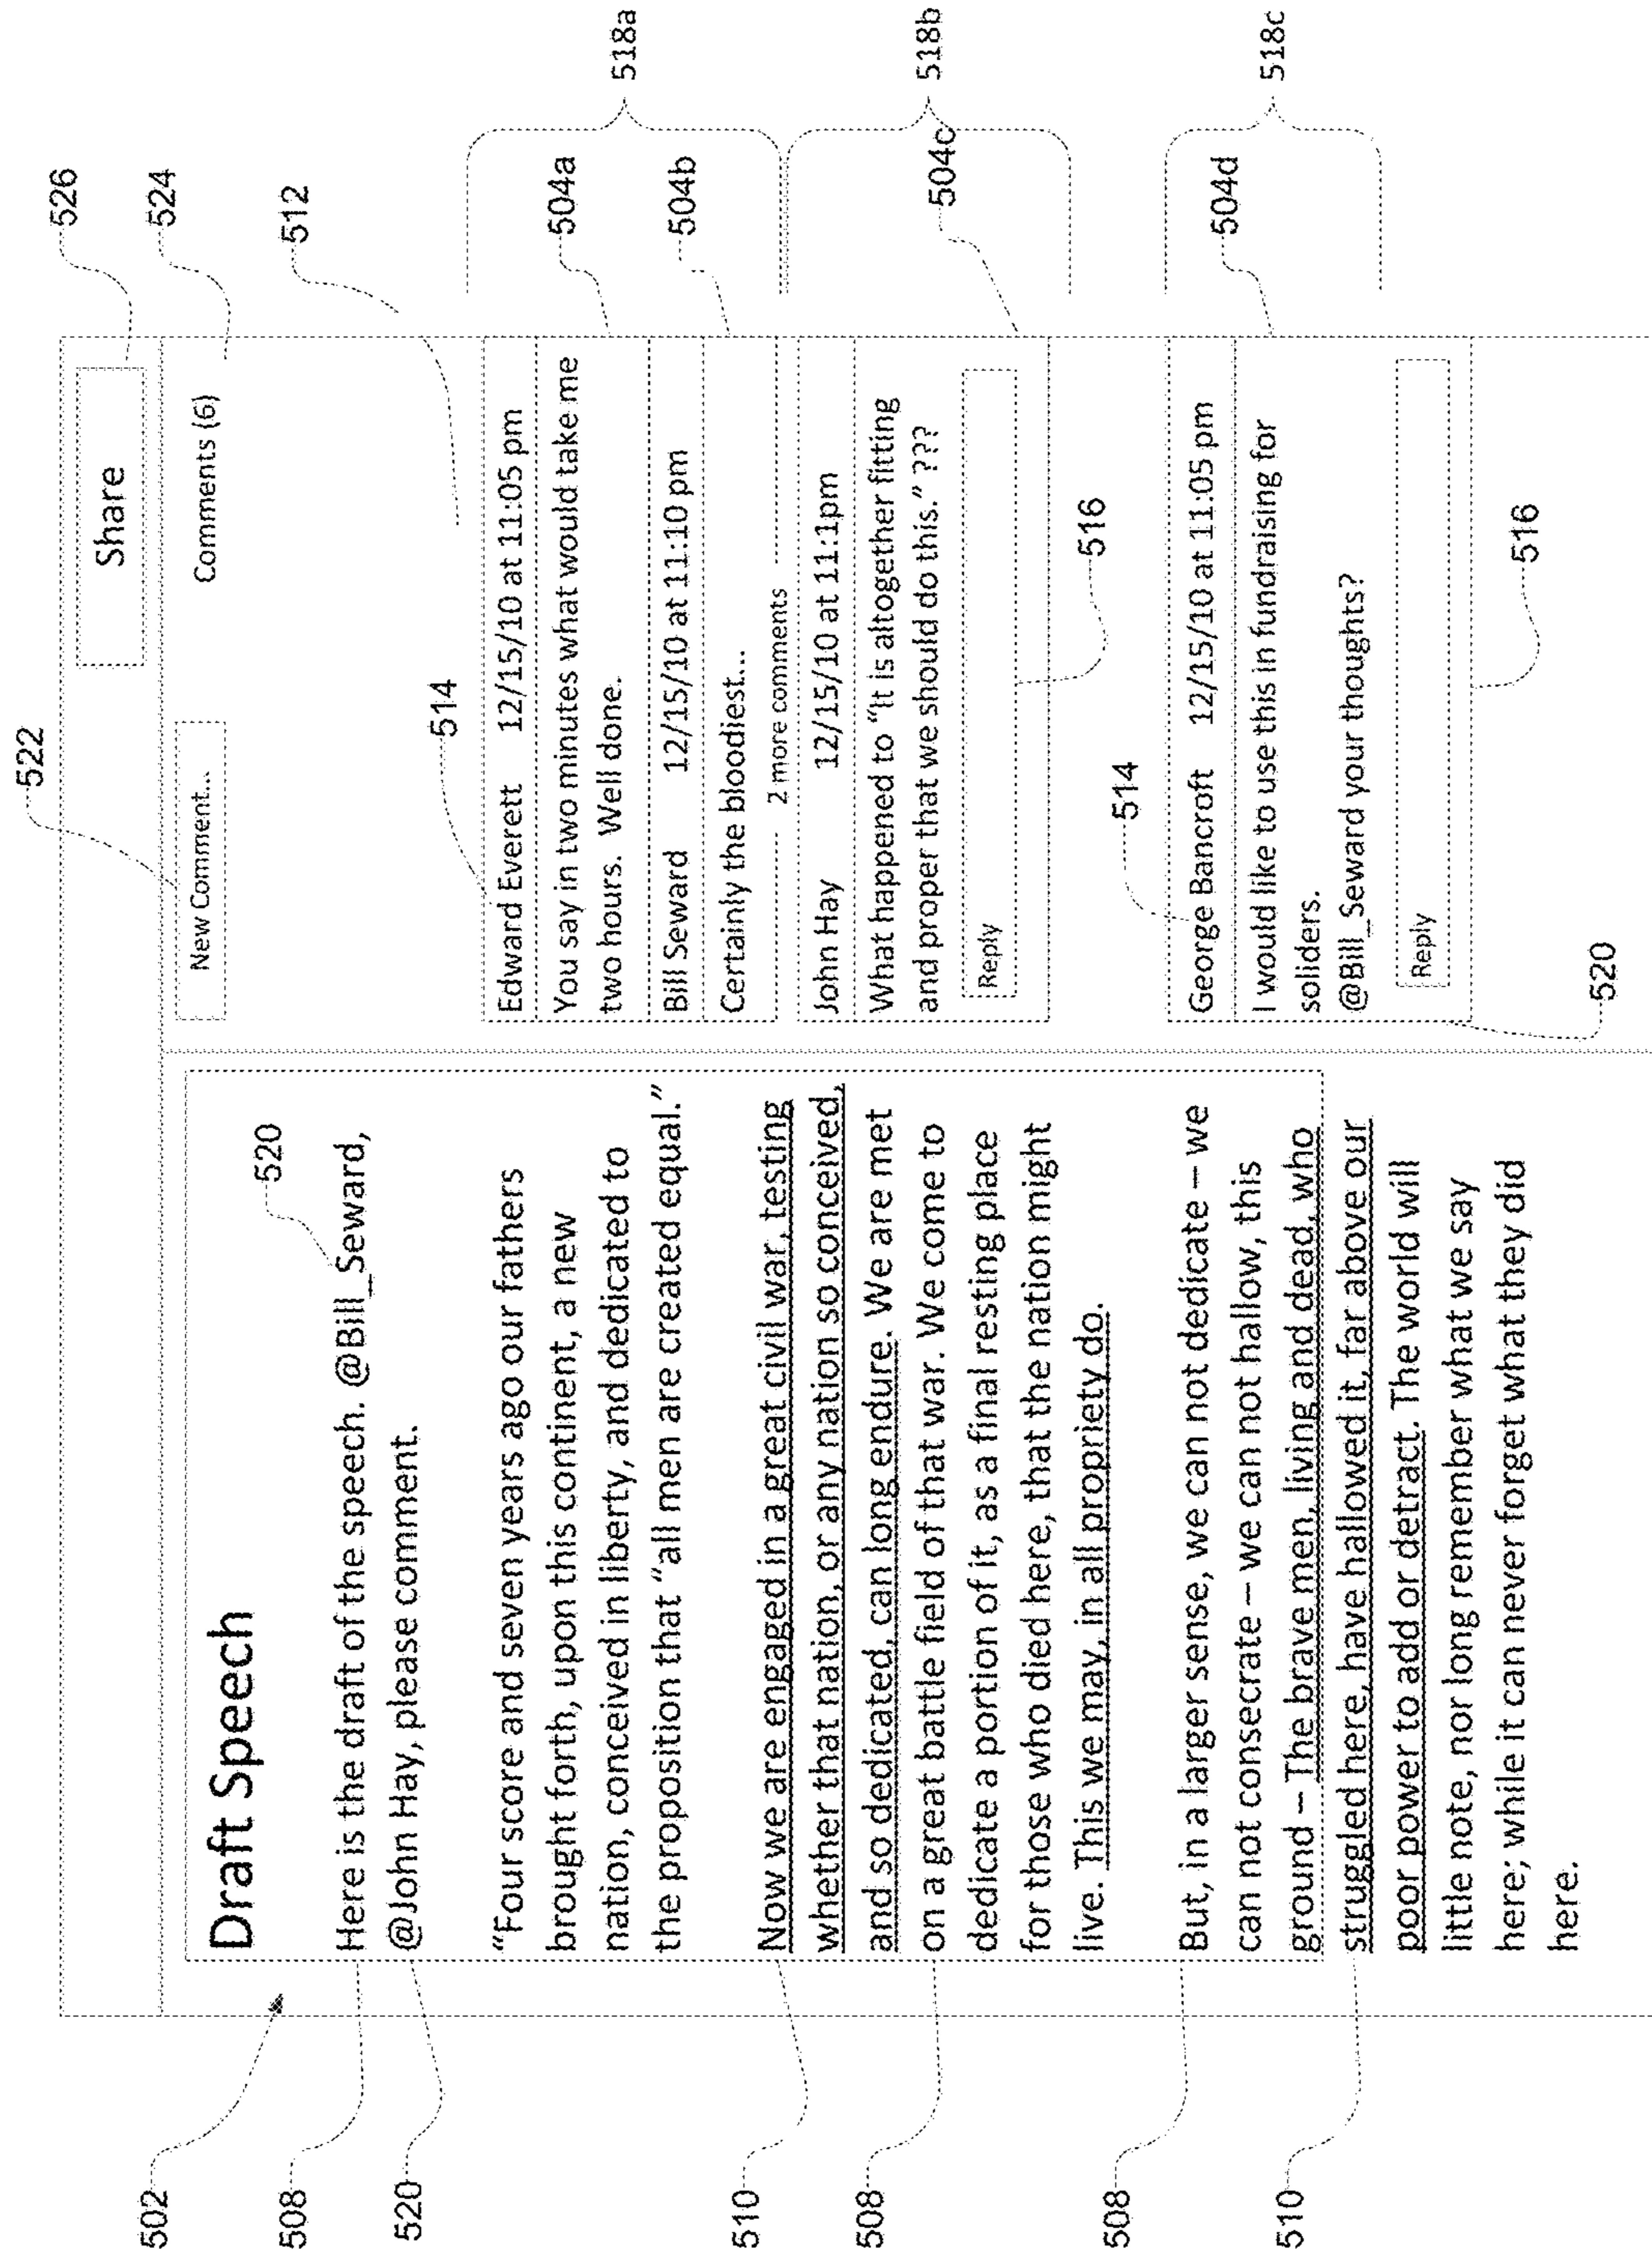 526
524
512
522
Share
New Comment...
Comments (6)
502
508
520
510
508
508
510
Draft Speech
Here is the draft of the speech. @Bill_Seward,
@John Hay, please comment.
520
“Four score and seven years ago our fathers
brought forth, upon this continent, a new
nation, conceived in liberty, and dedicated to
the proposition that “all men are created equal.”
Now we are engaged in a great civil war, testing
whether that nation, or any nation so conceived,
and so dedicated, can long endure. We are met
on a great battle field of that war. We come to
dedicate a portion of it, as a final resting place
for those who died here, that the nation might
live. This we may, in all propriety do.
But, in a larger sense, we can not dedicate – we
can not consecrate – we can not hallow, this
ground – The brave men, living and dead, who
struggled here, have hallowed it, far above our
poor power to add or detract. The world will
little note, nor long remember what we say
here; while it can never forget what they did
here.
514
Edward Everett 12/15/10 at 11:05 pm
You say in two minutes what would take me
two hours. Well done.
Bill Seward 12/15/10 at 11:10 pm
Certainly the bloodiest...
2 more comments
John Hay 12/15/10 at 11:1pm
What happened to “It is altogether fitting
and proper that we should do this.” ???
Reply
516
514
George Bancroft 12/15/10 at 11:05 pm
I would like to use this in fundraising for
soliders.
@Bill_Seward your thoughts?
Reply
516
520
504a
504b
504c
504d
518a
518b
518c